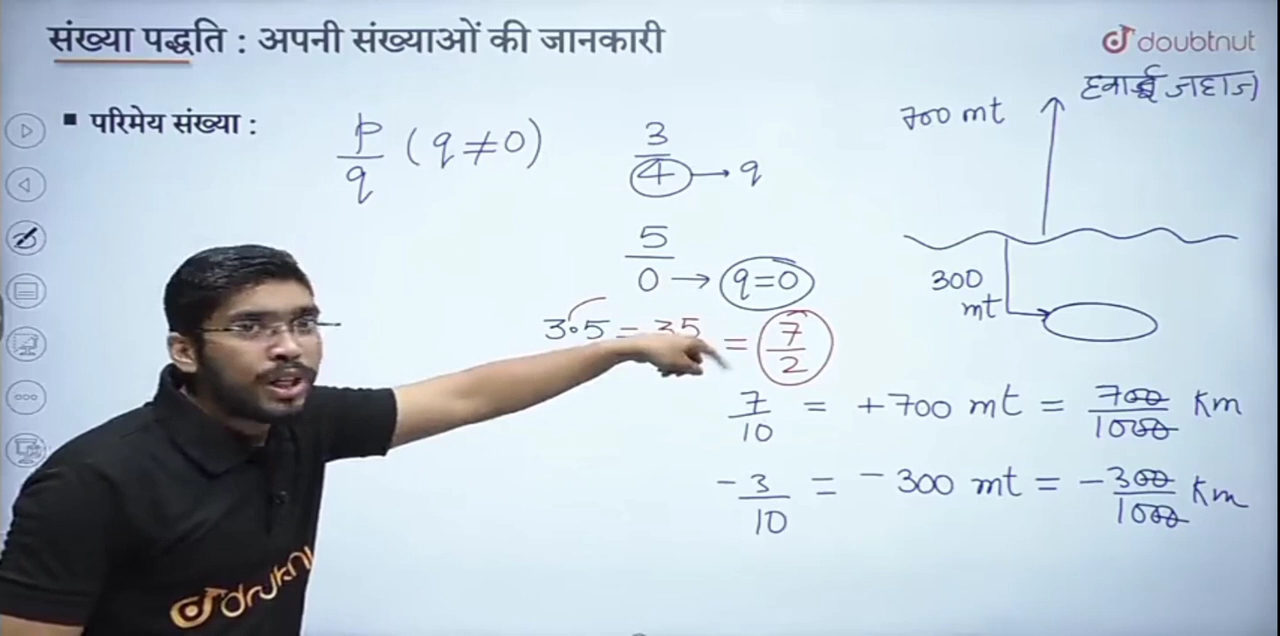 संख्या पद्धति : अपनी संख्याओं की जानकारी
doubtnut
हवाई जहाज
700 mt
▪ परिमेय संख्या :
p/q (q≠0)
3/4 → q
5/0 → q=0
300 mt
3.5 = 35 = 7/2
7/10 = +700 mt = 700/1000 Km
-3/10 = -300 mt = -300/1000 Km